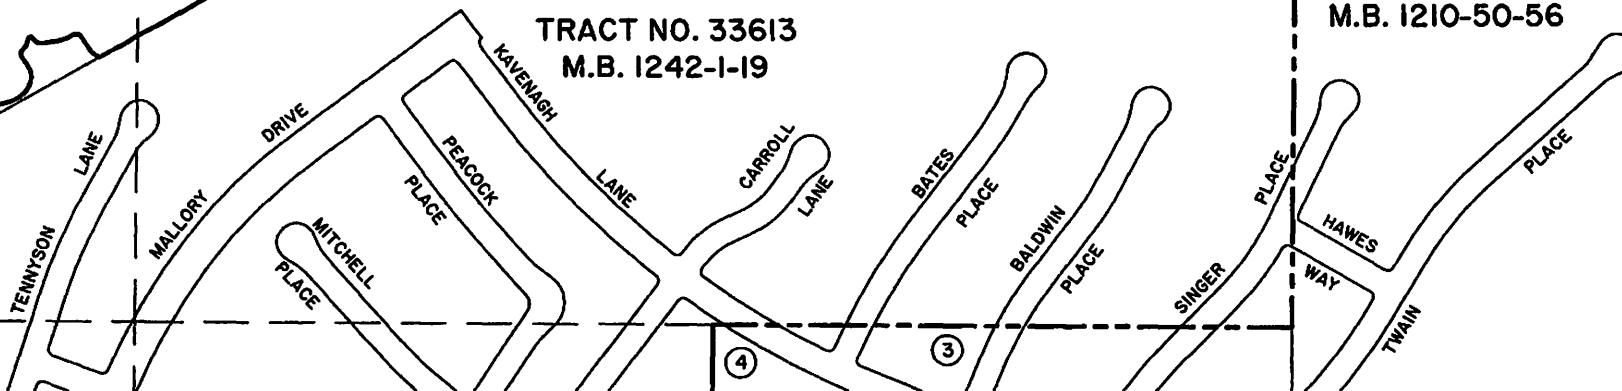 TRACT NO. 33613
M.B. 1242-1-19
M.B. 1210-50-56
TENNYSON LANE
MALLORY DRIVE
MITCHELL
PLACE
PEACOCK
PLACE
KAVENAGH LANE
CARROLL
LANE
BATES
PLACE
BALDWIN
PLACE
SINGER PLACE
HAWES
WAY
TWAIN PLACE
4
3